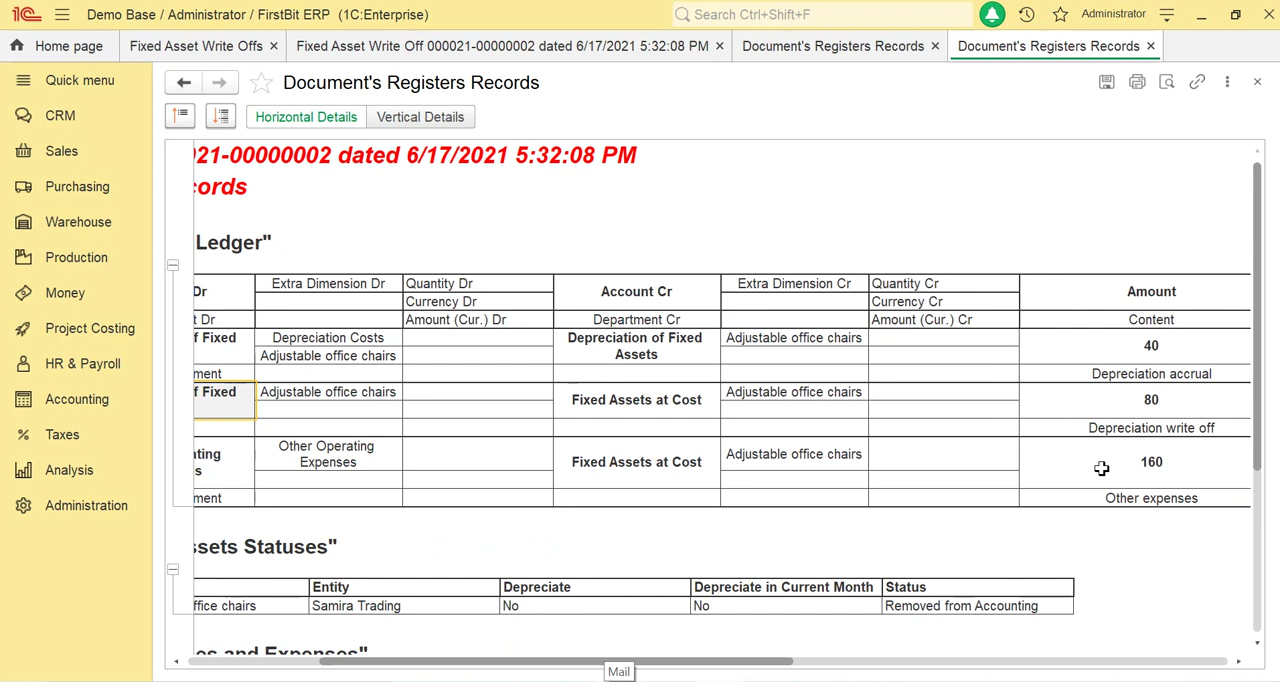 Demo Base / Administrator / FirstBit ERP (1C:Enterprise)
Search Ctrl+Shift+F
Administrator
Home page
Fixed Asset Write Offs
Fixed Asset Write Off 000021-00000002 dated 6/17/2021 5:32:08 PM
Document's Registers Records
Document's Registers Records
Quick menu
CRM
Sales
Purchasing
Warehouse
Production
Money
Project Costing
HR & Payroll
Accounting
Taxes
Analysis
Administration
Document's Registers Records
Horizontal Details
Vertical Details
21-00000002 dated 6/17/2021 5:32:08 PM
cords
Ledger"
Dr Extra Dimension Dr Quantity Dr Account Cr Extra Dimension Cr Quantity Cr Amount
Currency Dr Currency Cr
t Dr Amount (Cur.) Dr Department Cr Amount (Cur.) Cr Content
f Fixed Depreciation Costs Depreciation of Fixed Assets Adjustable office chairs 40
Adjustable office chairs
ment Depreciation accrual
f Fixed Adjustable office chairs Fixed Assets at Cost Adjustable office chairs 80
Depreciation write off
ting Other Operating Expenses Fixed Assets at Cost Adjustable office chairs 160
s
ment Other expenses
ssets Statuses"
Entity Depreciate Depreciate in Current Month Status
ffice chairs Samira Trading No No Removed from Accounting
es and Expenses"
Mail